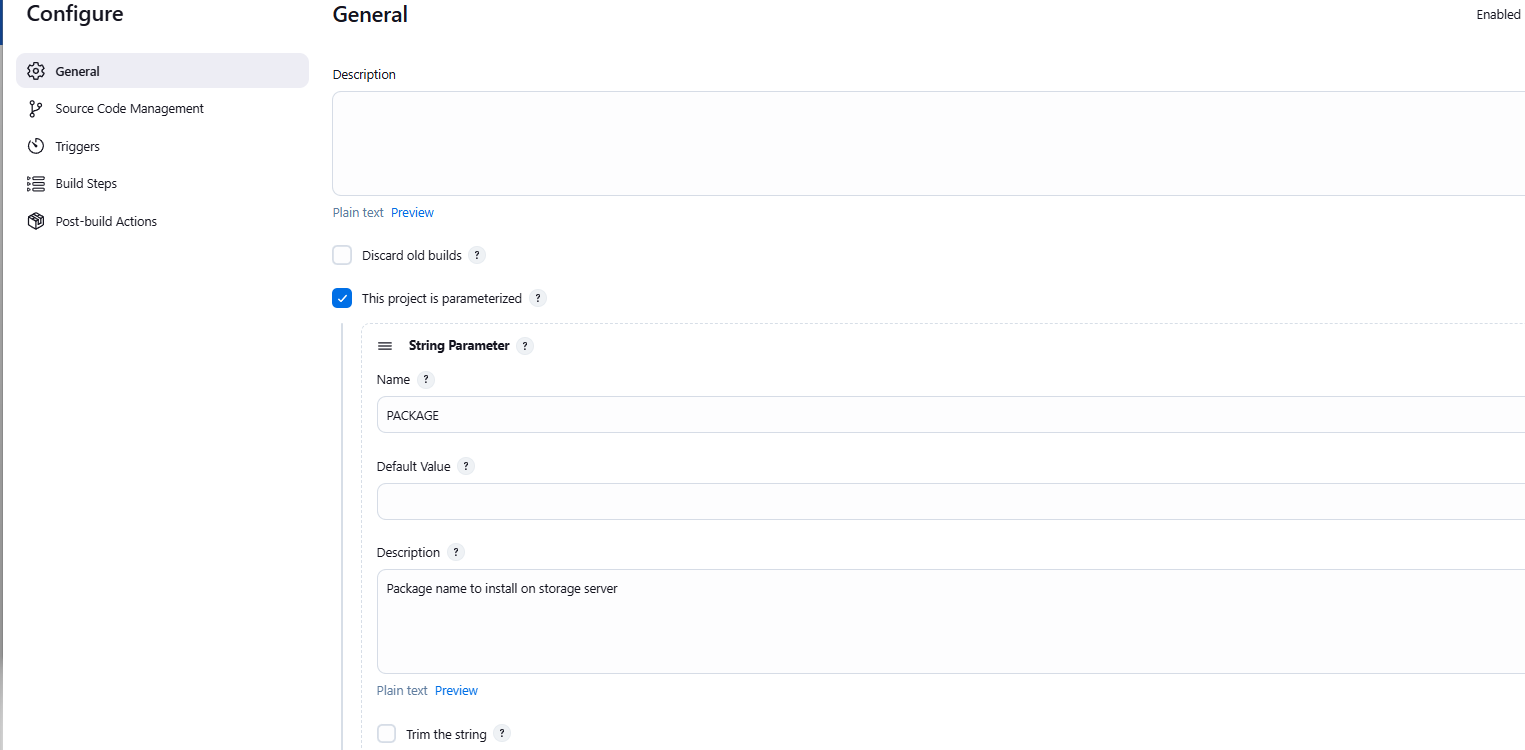 Configure
General
Source Code Management
Triggers
Build Steps
Post-build Actions
General
Enabled
Description
Plain text Preview
Discard old builds ?
This project is parameterized ?
String Parameter ?
Name ?
PACKAGE
Default Value ?
Description ?
Package name to install on storage server
Plain text Preview
Trim the string ?